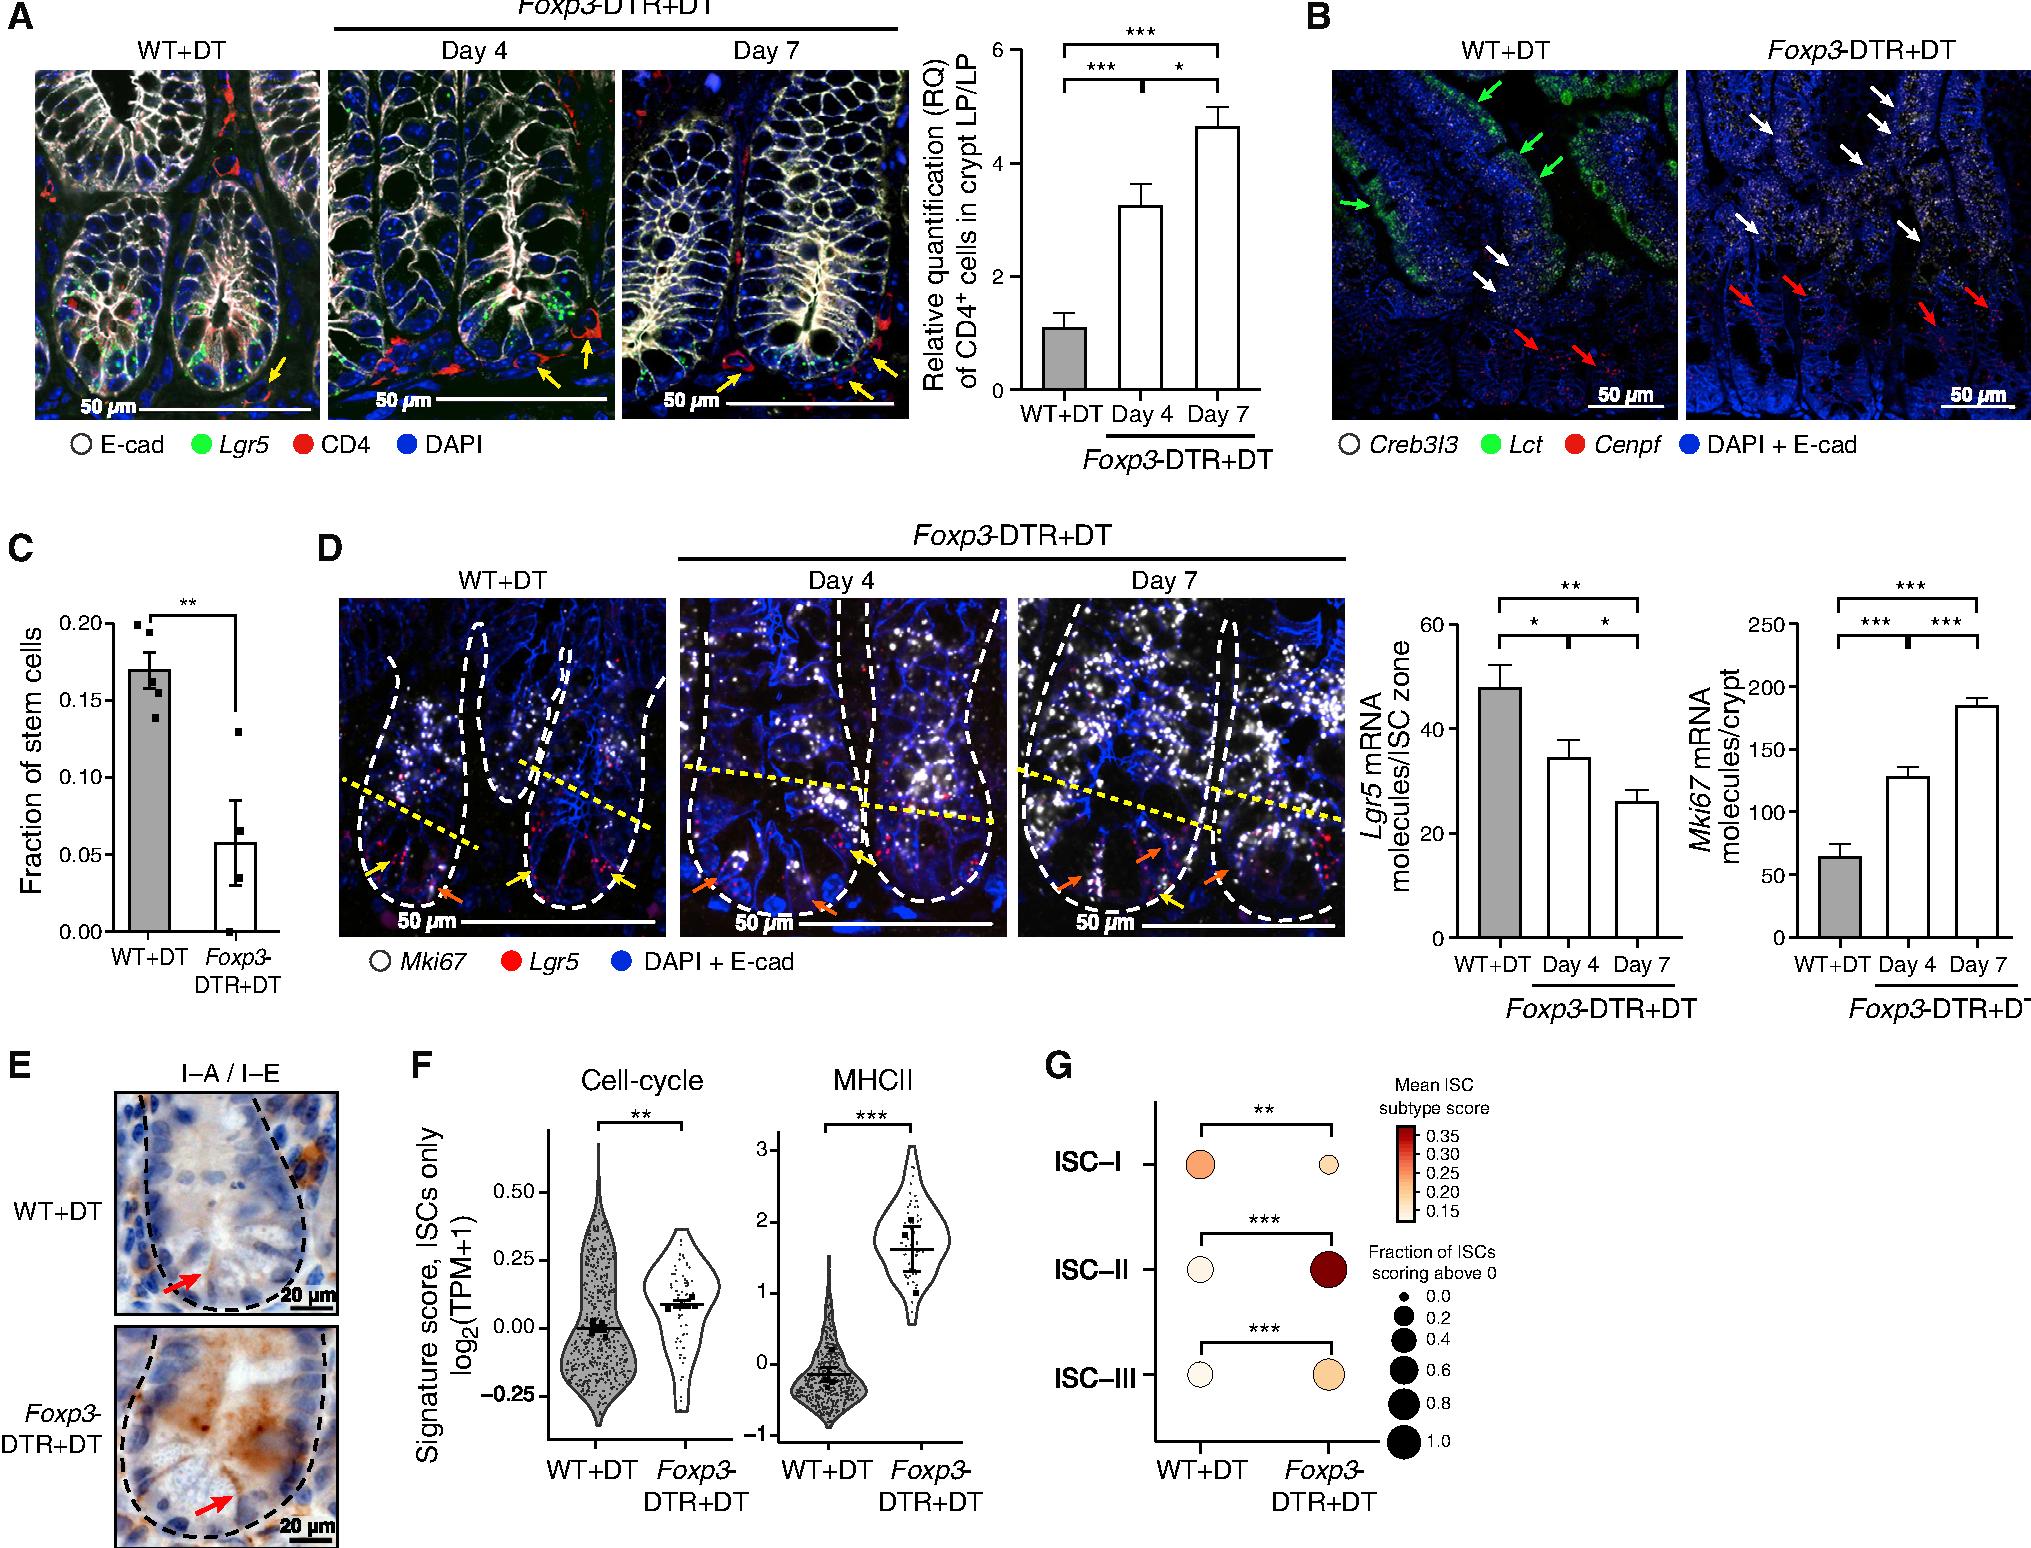 A
Foxp3-DTR+DT
WT+DT
Day 4
Day 7
50 µm
50 µm
50 µm
E-cad
Lgr5
CD4
DAPI
Relative quantification (RQ)
of CD4+ cells in crypt LP/LP
6
4
2
0
***
***
*
WT+DT
Day 4
Day 7
Foxp3-DTR+DT
B
WT+DT
Foxp3-DTR+DT
50 µm
50 µm
Creb3l3
Lct
Cenpf
DAPI + E-cad
C
Fraction of stem cells
0.20
0.15
0.10
0.05
0.00
**
WT+DT
Foxp3-
DTR+DT
D
Foxp3-DTR+DT
WT+DT
Day 4
Day 7
50 µm
50 µm
50 µm
Mki67
Lgr5
DAPI + E-cad
Lgr5 mRNA
molecules/ISC zone
60
40
20
0
**
*
*
WT+DT
Day 4
Day 7
Foxp3-DTR+DT
Mki67 mRNA
molecules/crypt
250
200
150
100
50
0
***
***
***
WT+DT
Day 4
Day 7
Foxp3-DTR+DT
E
I–A / I–E
WT+DT
20 µm
Foxp3-
DTR+DT
20 µm
F
Signature score, ISCs only
log2(TPM+1)
Cell-cycle
**
0.50
0.25
0.00
−0.25
WT+DT
Foxp3-
DTR+DT
MHCII
***
3
2
1
0
−1
WT+DT
Foxp3-
DTR+DT
G
ISC–I
ISC–II
ISC–III
**
***
***
WT+DT
Foxp3-
DTR+DT
Mean ISC
subtype score
0.35
0.30
0.25
0.20
0.15
Fraction of ISCs
scoring above 0
0.0
0.2
0.4
0.6
0.8
1.0